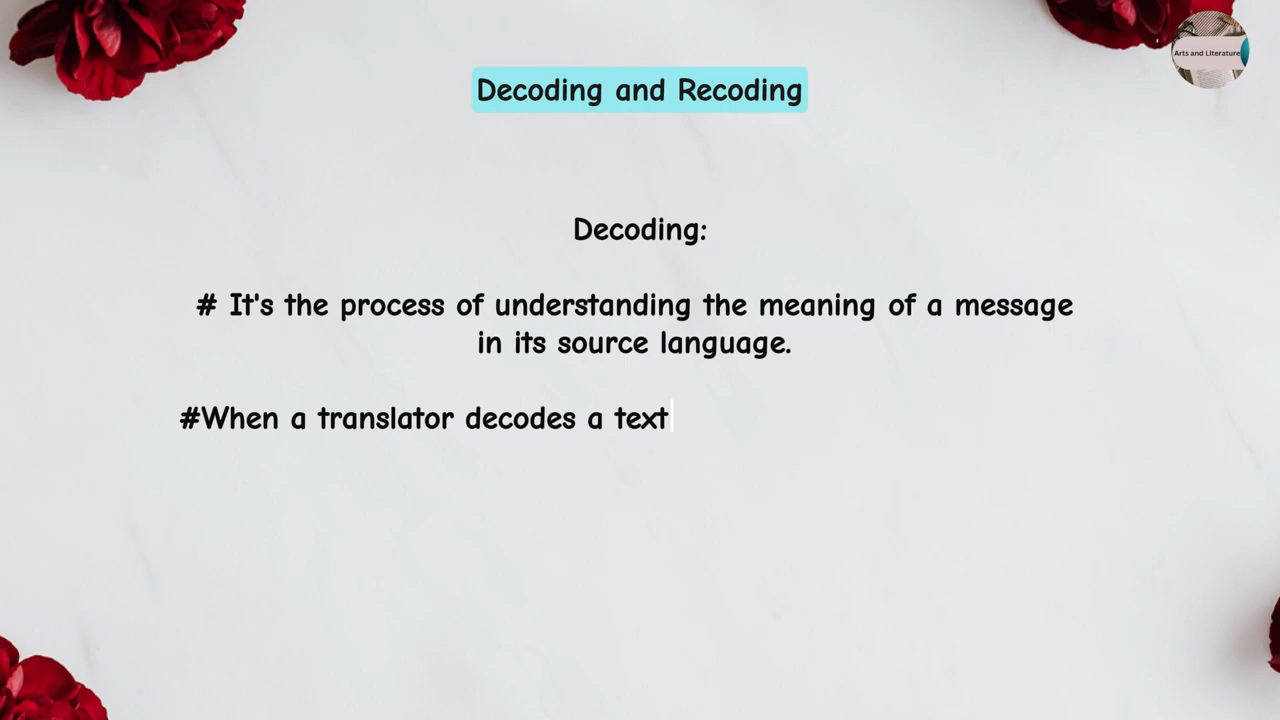 Arts and Literature
Decoding and Recoding
Decoding:
# It's the process of understanding the meaning of a message
in its source language.
#When a translator decodes a text